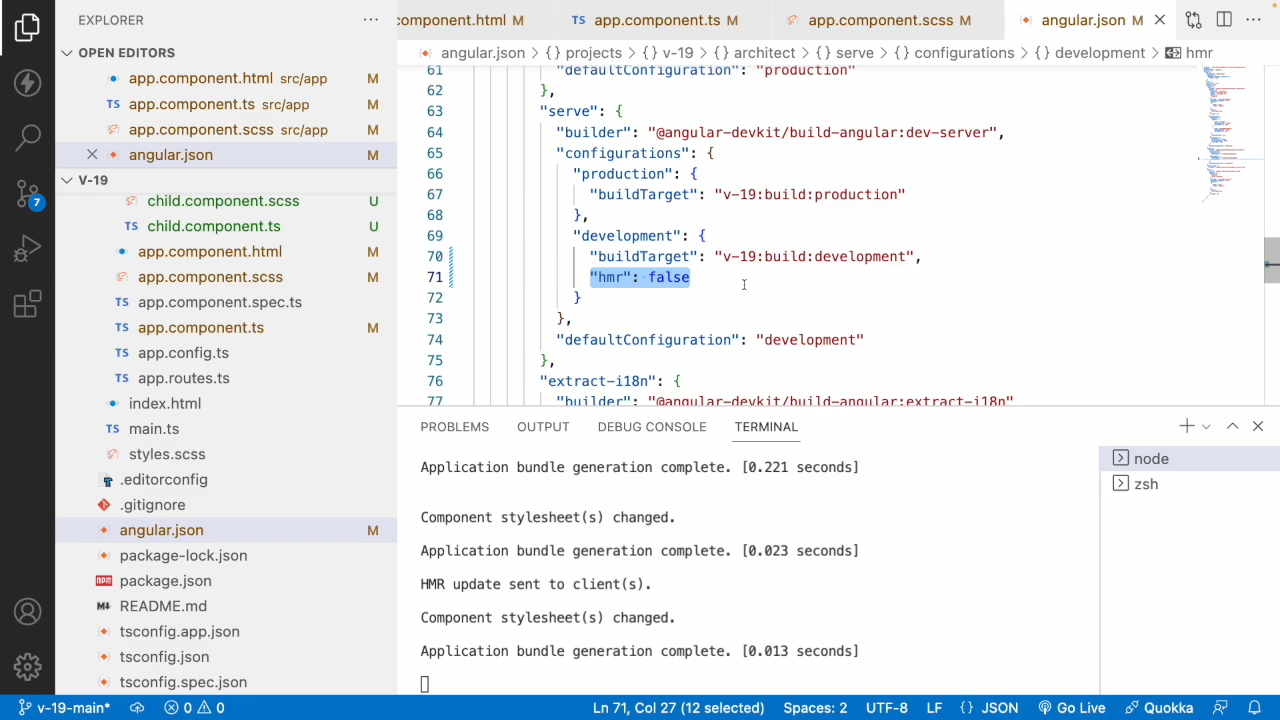 EXPLORER
OPEN EDITORS
app.component.html src/app M
TS app.component.ts src/app M
app.component.scss src/app M
angular.json M
V-19
child.component.scss U
TS child.component.ts U
app.component.html M
app.component.scss M
TS app.component.spec.ts
TS app.component.ts M
TS app.config.ts
TS app.routes.ts
index.html
TS main.ts
styles.scss
.editorconfig
.gitignore
angular.json M
package-lock.json
package.json
README.md
tsconfig.app.json
tsconfig.json
tsconfig.spec.json
7
component.html M TS app.component.ts M app.component.scss M angular.json M
angular.json > {} projects > {} v-19 > {} architect > {} serve > {} configurations > {} development > hmr
61 "defaultConfiguration": "production"
62 },
63 "serve": {
64 "builder": "@angular-devkit/build-angular:dev-server",
65 "configurations": {
66 "production": {
67 "buildTarget": "v-19:build:production"
68 },
69 "development": {
70 "buildTarget": "v-19:build:development",
71 "hmr": false
72 }
73 },
74 "defaultConfiguration": "development"
75 },
76 "extract-i18n": {
77 "builder": "@angular-devkit/build-angular:extract-i18n"
PROBLEMS OUTPUT DEBUG CONSOLE TERMINAL
Application bundle generation complete. [0.221 seconds]
Component stylesheet(s) changed.
Application bundle generation complete. [0.023 seconds]
HMR update sent to client(s).
Component stylesheet(s) changed.
Application bundle generation complete. [0.013 seconds]
node
zsh
v-19-main* 0 0 Ln 71, Col 27 (12 selected) Spaces: 2 UTF-8 LF {} JSON Go Live Quokka